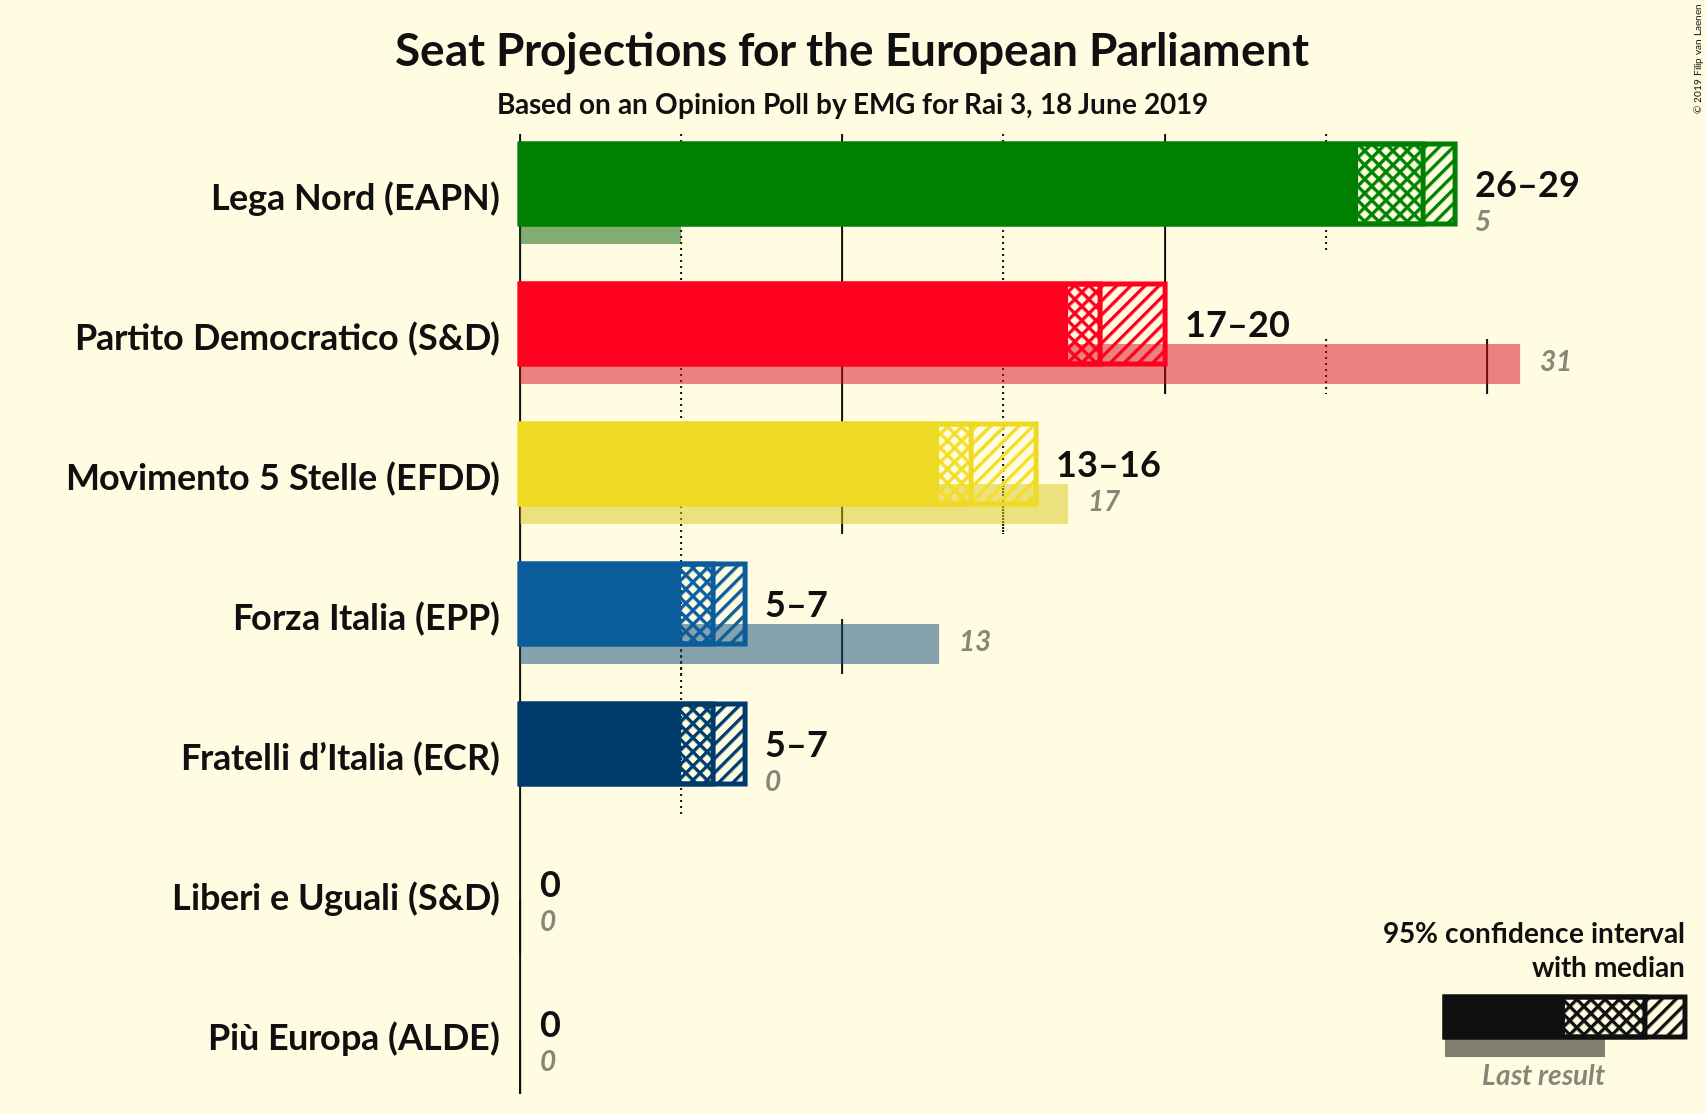 Seat Projections for the European Parliament
Based on an Opinion Poll by EMG for Rai 3, 18 June 2019
© 2019 Filip van Laenen
Lega Nord (EAPN)
26–29
5
Partito Democratico (S&D)
17–20
31
Movimento 5 Stelle (EFDD)
13–16
17
Forza Italia (EPP)
5–7
13
Fratelli d’Italia (ECR)
5–7
0
Liberi e Uguali (S&D)
0
0
Più Europa (ALDE)
0
0
95% confidence interval
with median
Last result